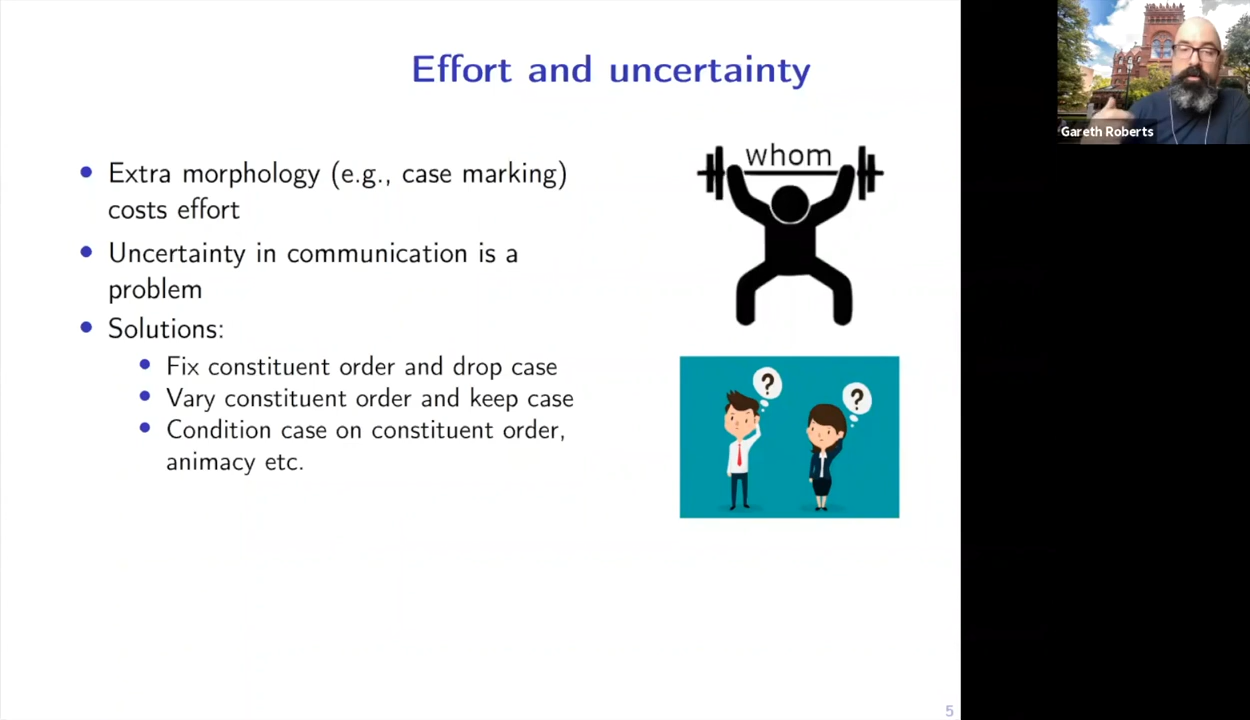 Effort and uncertainty
Extra morphology (e.g., case marking)
costs effort
Uncertainty in communication is a
problem
Solutions:
Fix constituent order and drop case
Vary constituent order and keep case
Condition case on constituent order,
animacy etc.
whom
?
?
Gareth Roberts
5